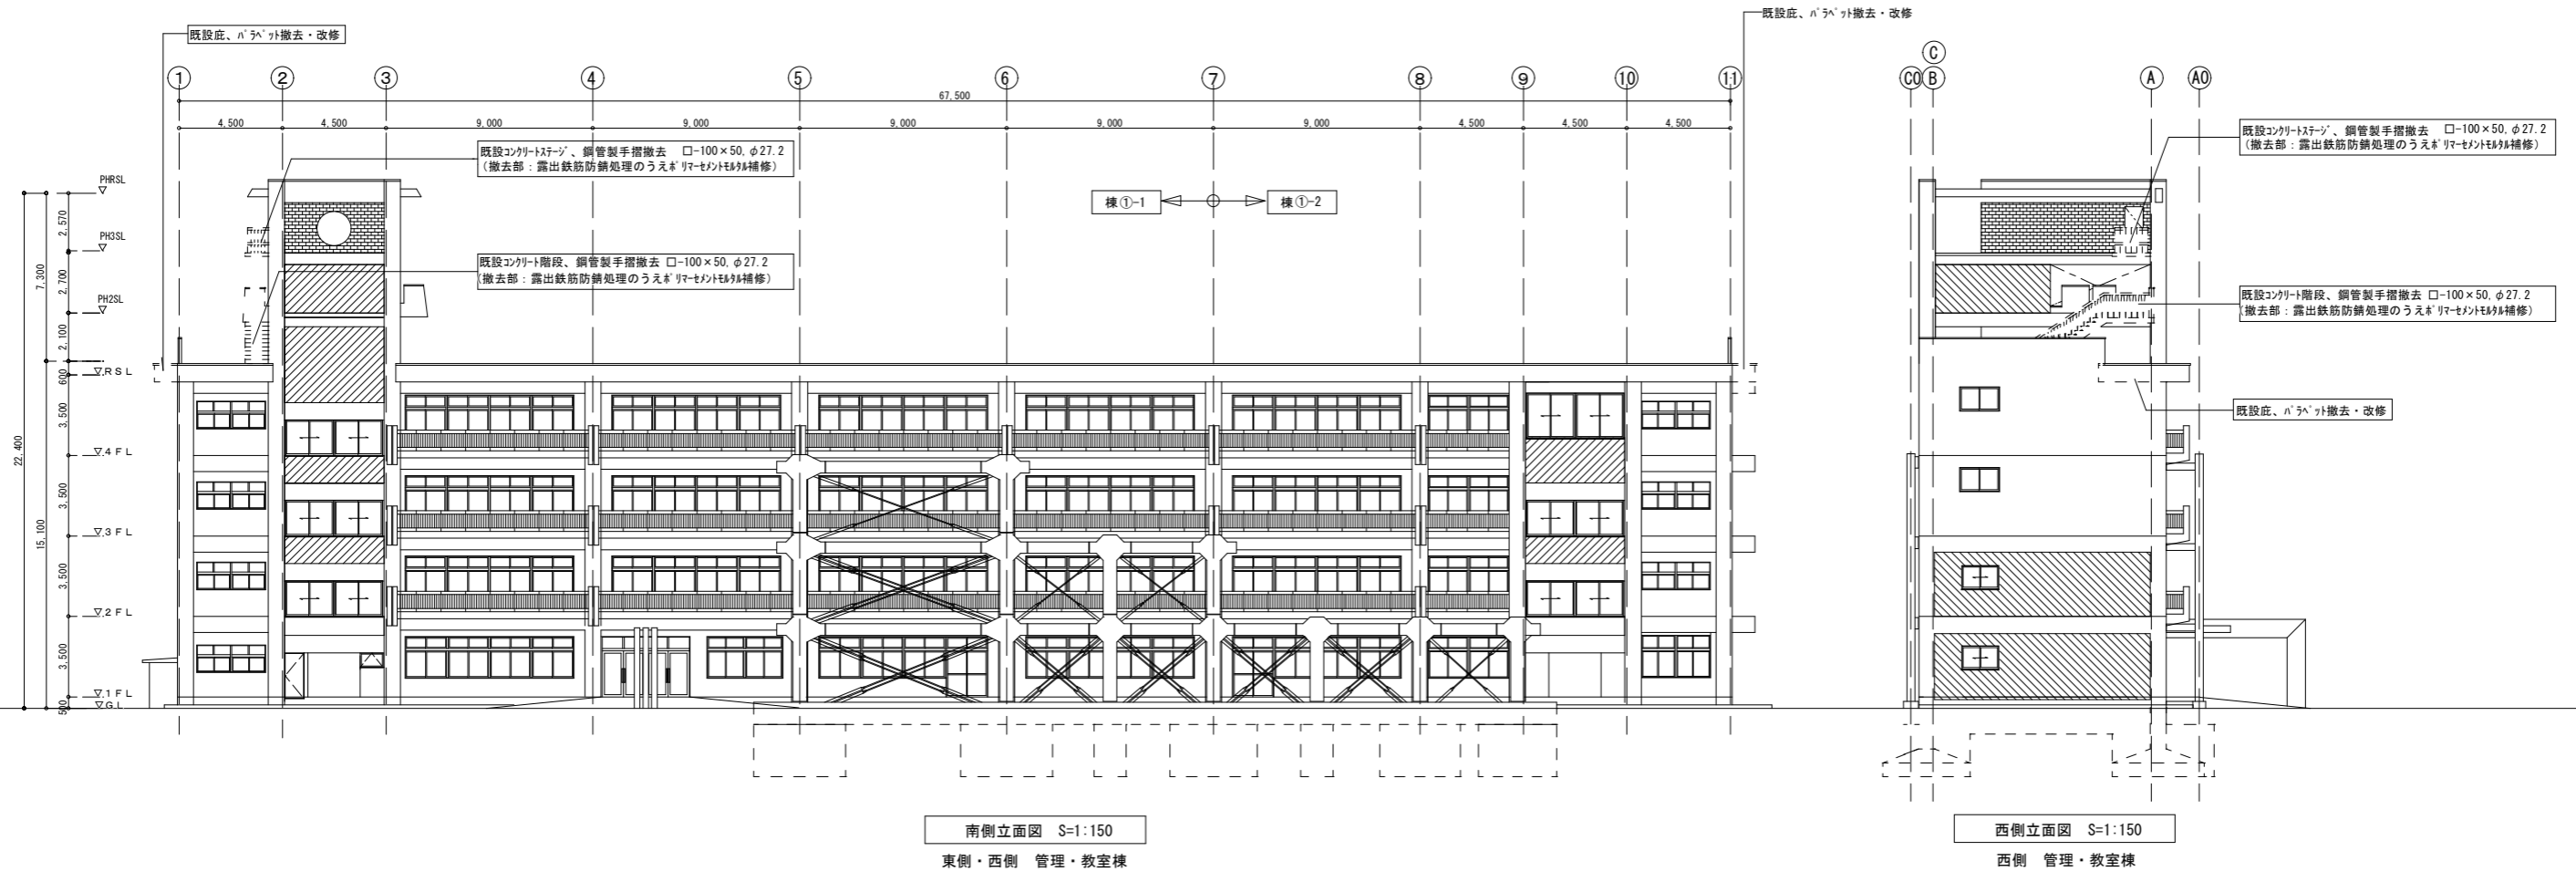 既設庇、ﾊﾟﾗﾍﾟｯﾄ撤去・改修
既設庇、ﾊﾟﾗﾍﾟｯﾄ撤去・改修
① ② ③ ④ ⑤ ⑥ ⑦ ⑧ ⑨ ⑩ ⑪
67,500
4,500 4,500 9,000 9,000 9,000 9,000 9,000 4,500 4,500 4,500
既設ｺﾝｸﾘｰﾄｽﾃｰｼﾞ、鋼管製手摺撤去 □-100×50,φ27.2
(撤去部：露出鉄筋防錆処理のうえﾎﾟﾘﾏｰｾﾒﾝﾄﾓﾙﾀﾙ補修)
既設ｺﾝｸﾘｰﾄ階段、鋼管製手摺撤去 □-100×50,φ27.2
(撤去部：露出鉄筋防錆処理のうえﾎﾟﾘﾏｰｾﾒﾝﾄﾓﾙﾀﾙ補修)
棟①-1
棟①-2
PHRSL
PH3SL
PH2SL
▽RSL
▽4FL
▽3FL
▽2FL
▽1FL
▽GL
22,400
7,300
15,100
2,570
2,700
2,100
600
3,500
3,500
3,500
3,500
500
南側立面図 S=1:150
東側・西側 管理・教室棟
C
C0 B A A0
既設ｺﾝｸﾘｰﾄｽﾃｰｼﾞ、鋼管製手摺撤去 □-100×50,φ27.2
(撤去部：露出鉄筋防錆処理のうえﾎﾟﾘﾏｰｾﾒﾝﾄﾓﾙﾀﾙ補修)
既設ｺﾝｸﾘｰﾄ階段、鋼管製手摺撤去 □-100×50,φ27.2
(撤去部：露出鉄筋防錆処理のうえﾎﾟﾘﾏｰｾﾒﾝﾄﾓﾙﾀﾙ補修)
既設庇、ﾊﾟﾗﾍﾟｯﾄ撤去・改修
西側立面図 S=1:150
西側 管理・教室棟